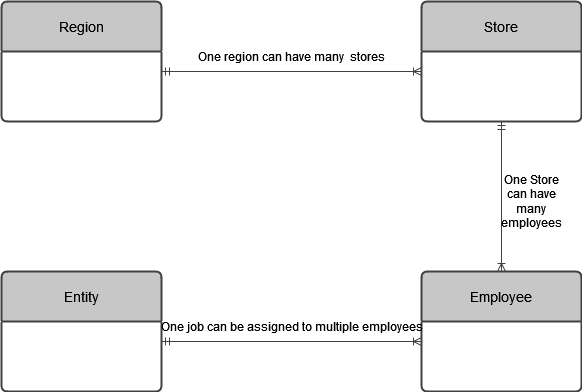 Region
Store
One region can have many  stores
One Store
can have
many
employees
Entity
Employee
One job can be assigned to multiple employees